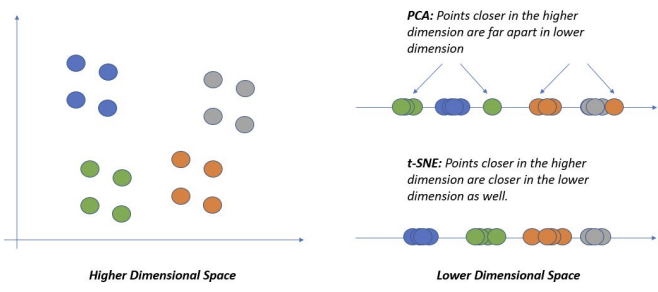 PCA: Points closer in the higher
dimension are far apart in lower
dimension
t-SNE: Points closer in the higher
dimension are closer in the lower
dimension as well.
Higher Dimensional Space
Lower Dimensional Space